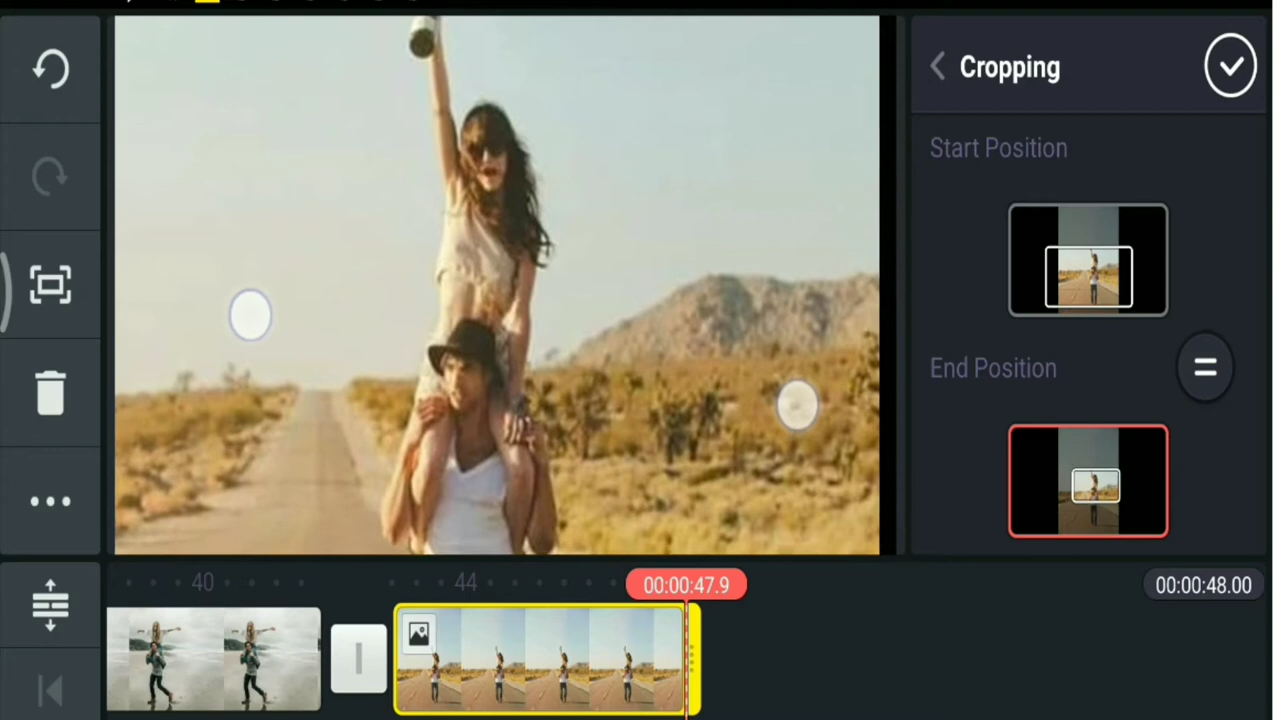 Cropping
Start Position
End Position
40
44
00:00:47.9
00:00:48.00